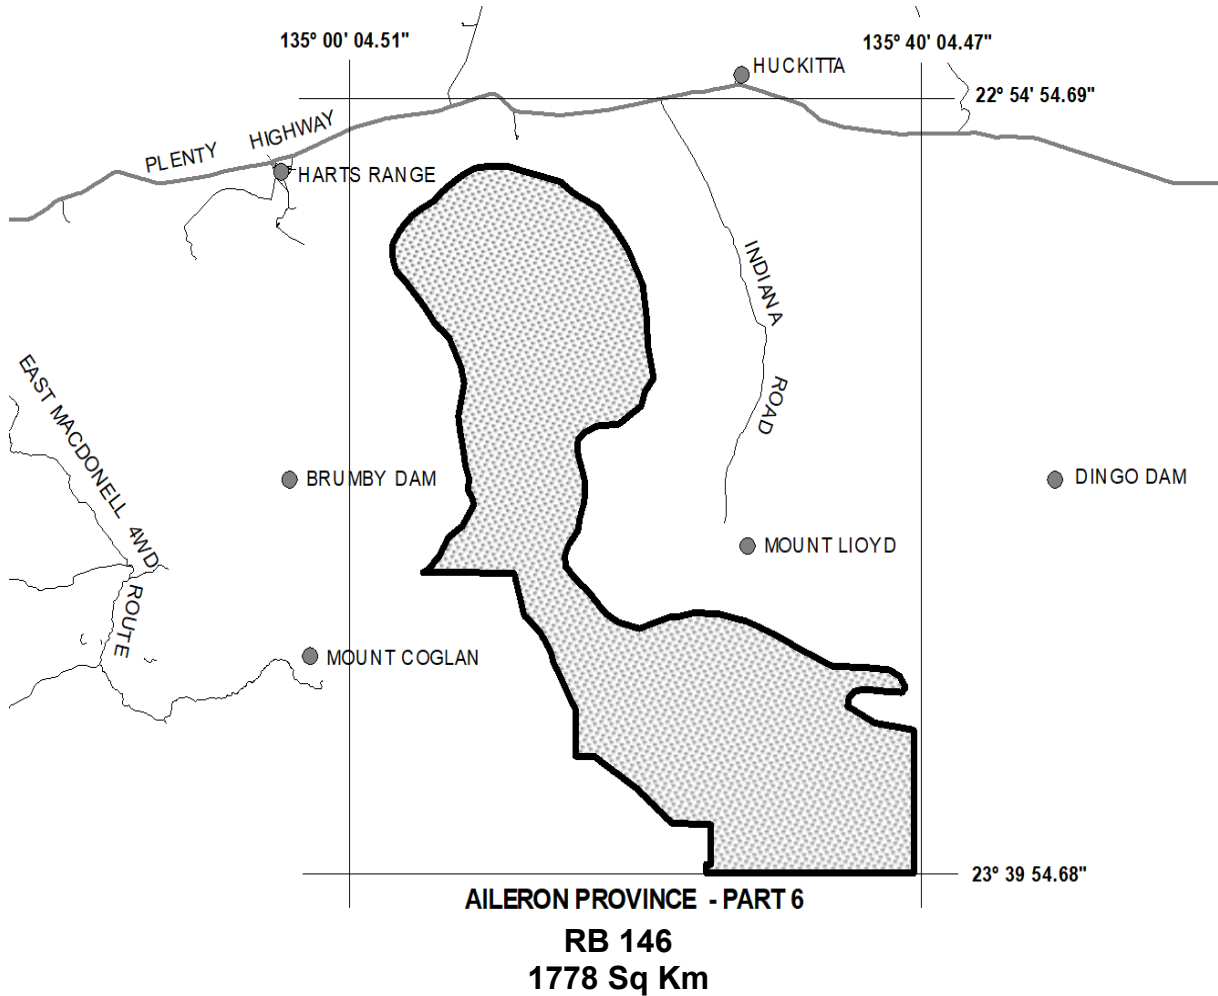 135° 00' 04.51"
135° 40' 04.47"
HUCKITTA
22° 54' 54.69"
PLENTY HIGHWAY
HARTS RANGE
INDIANA ROAD
EAST MACDONELL 4WD ROUTE
BRUMBY DAM
DINGO DAM
MOUNT LIOYD
MOUNT COGLAN
23° 39 54.68"
AILERON PROVINCE - PART 6
RB 146
1778 Sq Km